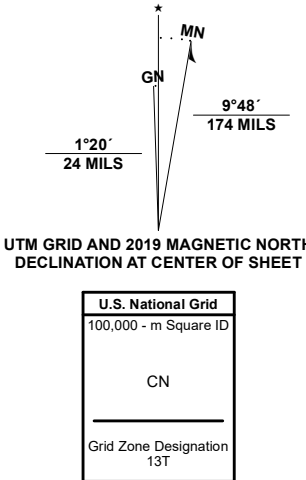 ★
MN
GN
9°48´
174 MILS
1°20´
24 MILS
UTM GRID AND 2019 MAGNETIC NORTH
DECLINATION AT CENTER OF SHEET
U.S. National Grid
100,000 - m Square ID
CN
Grid Zone Designation
13T